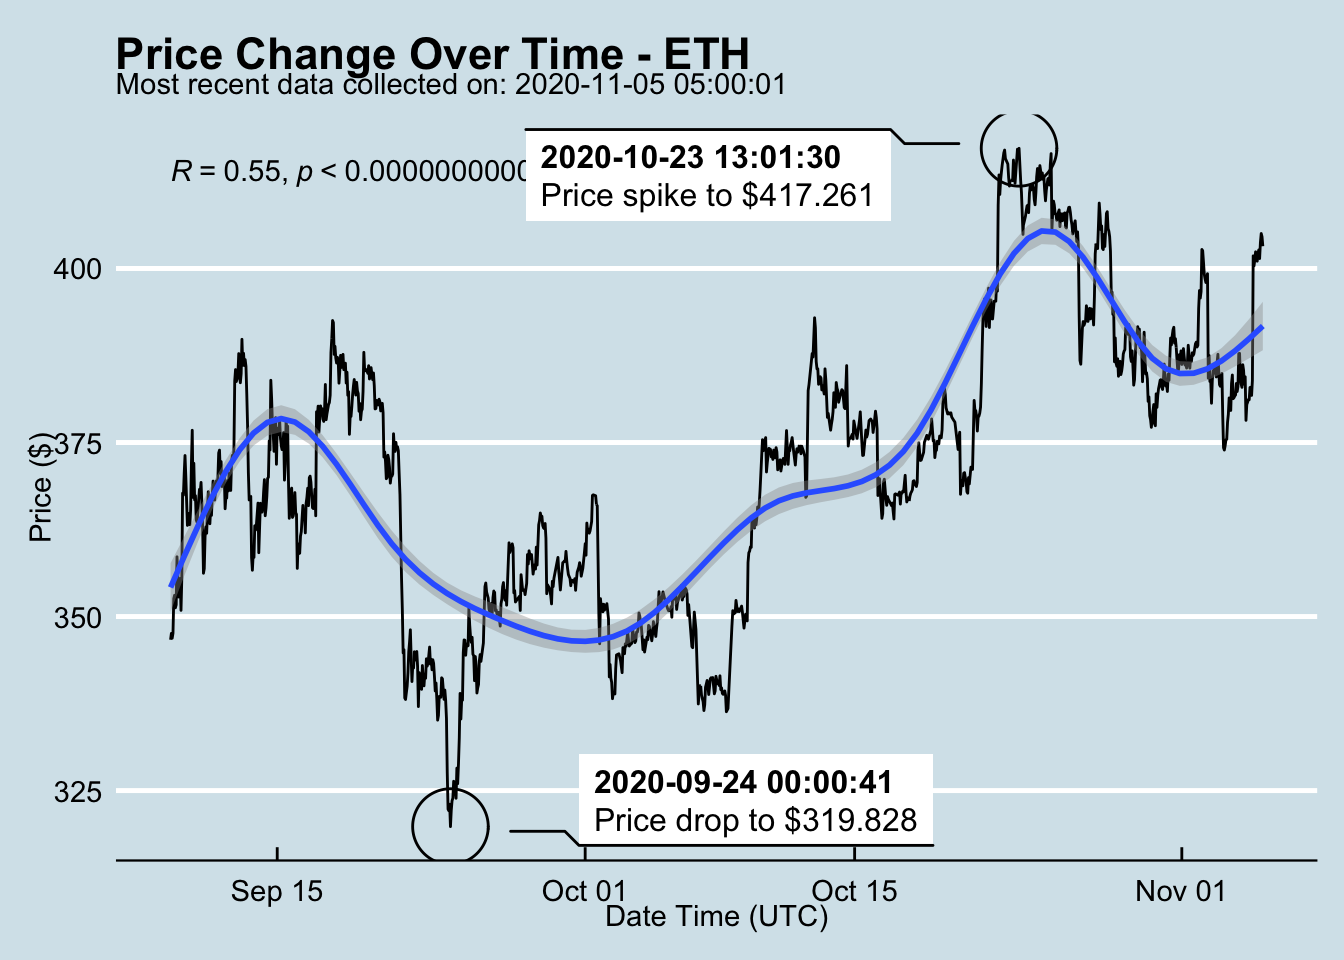 Price Change Over Time - ETH
Most recent data collected on: 2020-11-05 05:00:01
R = 0.55, p < 0.0000000000
2020-10-23 13:01:30
Price spike to $417.261
400
375
350
325
Price ($)
2020-09-24 00:00:41
Price drop to $319.828
Sep 15
Oct 01
Oct 15
Nov 01
Date Time (UTC)